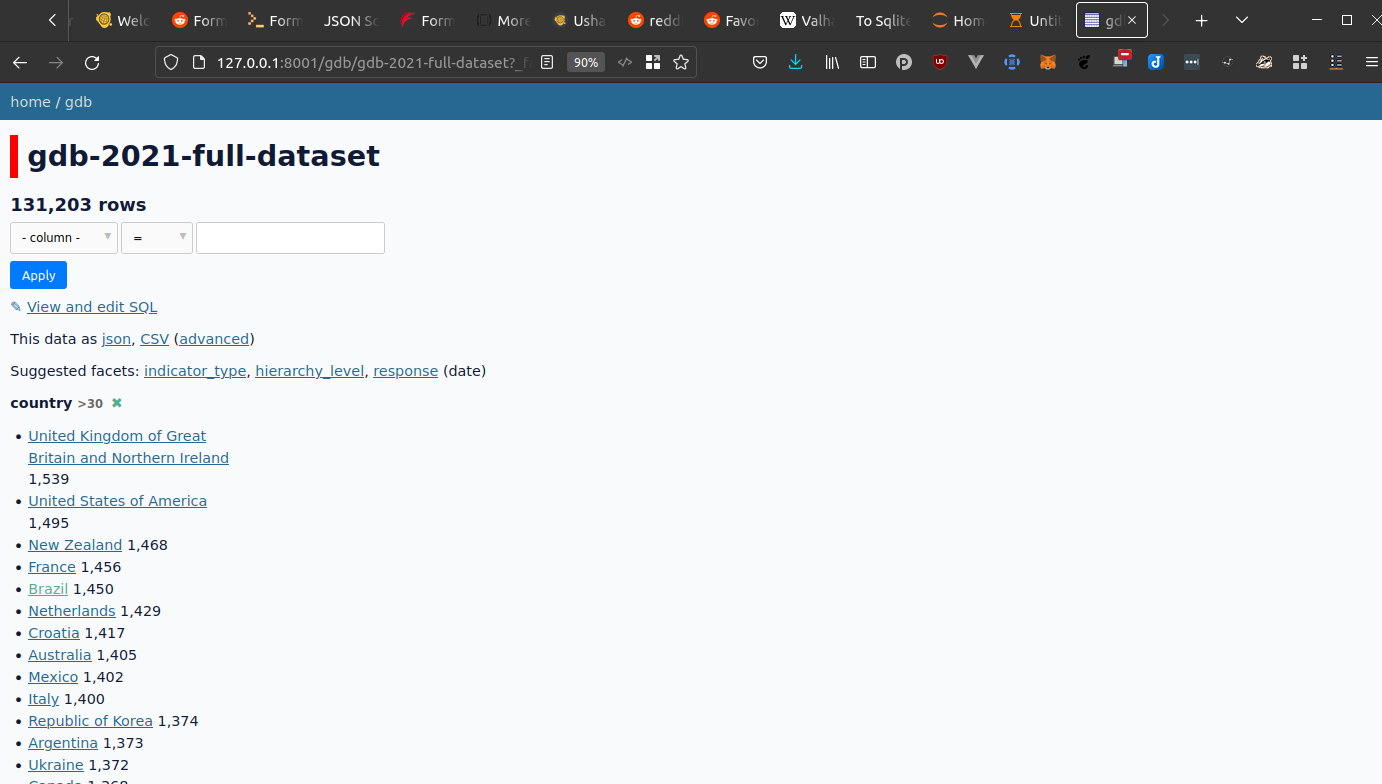 Welc
Form
Form
JSON Sc
Form
More
Usha
redd
Favo
Valha
To Sqlite
Hom
Untit
gd
127.0.0.1:8001/gdb/gdb-2021-full-dataset?_f
90%
home / gdb
gdb-2021-full-dataset
131,203 rows
- column -
=
Apply
View and edit SQL
This data as json, CSV (advanced)
Suggested facets: indicator_type, hierarchy_level, response (date)
country >30 ✖
• United Kingdom of Great
Britain and Northern Ireland
1,539
• United States of America
1,495
• New Zealand 1,468
• France 1,456
• Brazil 1,450
• Netherlands 1,429
• Croatia 1,417
• Australia 1,405
• Mexico 1,402
• Italy 1,400
• Republic of Korea 1,374
• Argentina 1,373
• Ukraine 1,372